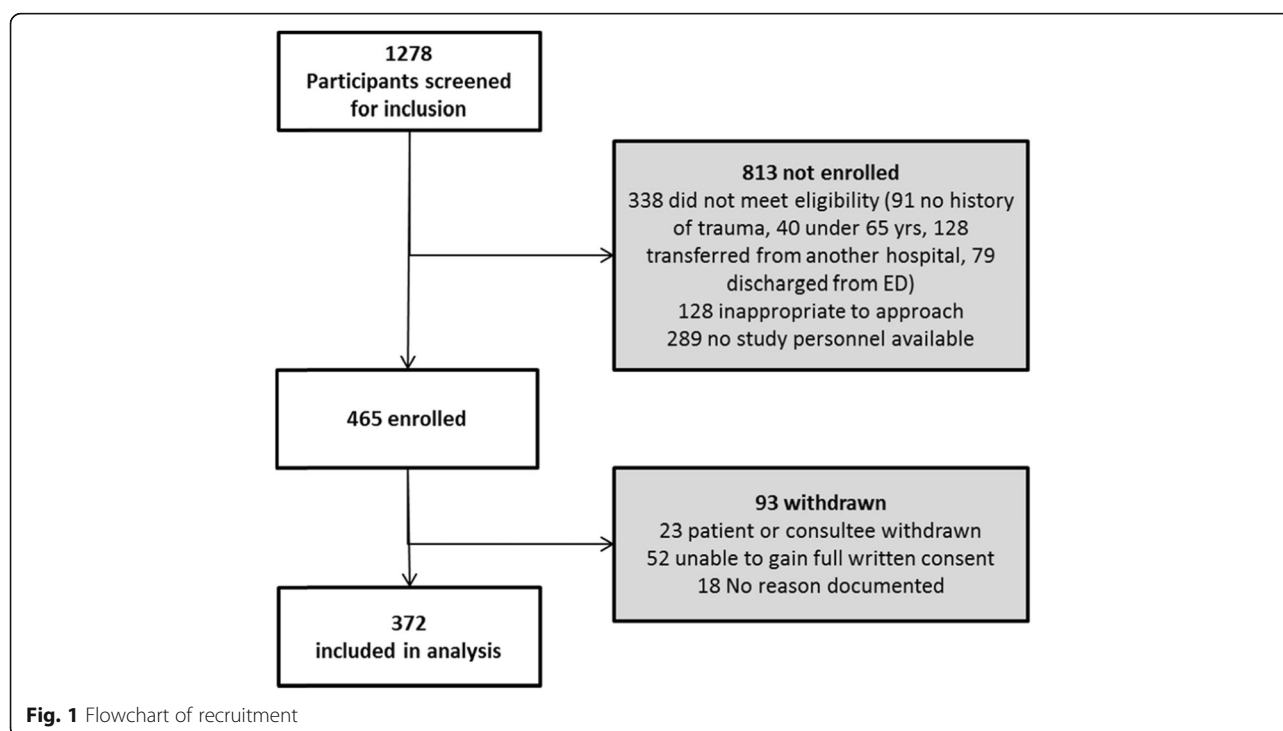 1278
Participants screened
for inclusion
813 not enrolled
338 did not meet eligibility (91 no history
of trauma, 40 under 65 yrs, 128
transferred from another hospital, 79
discharged from ED)
128 inappropriate to approach
289 no study personnel available
465 enrolled
93 withdrawn
23 patient or consultee withdrawn
52 unable to gain full written consent
18 No reason documented
372
included in analysis
Fig. 1 Flowchart of recruitment